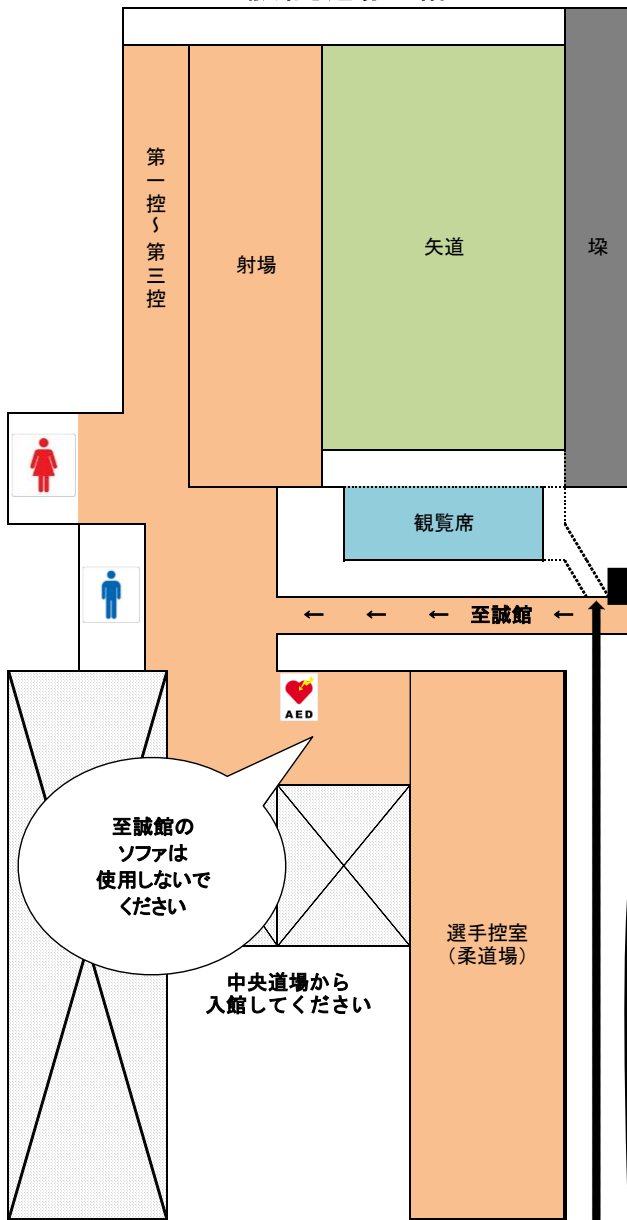 第一控～第三控
射場
矢道
垜
観覧席
← ← ← 至誠館 ←
AED
至誠館の
ソファは
使用しないで
ください
選手控室
(柔道場)
中央道場から
入館してください